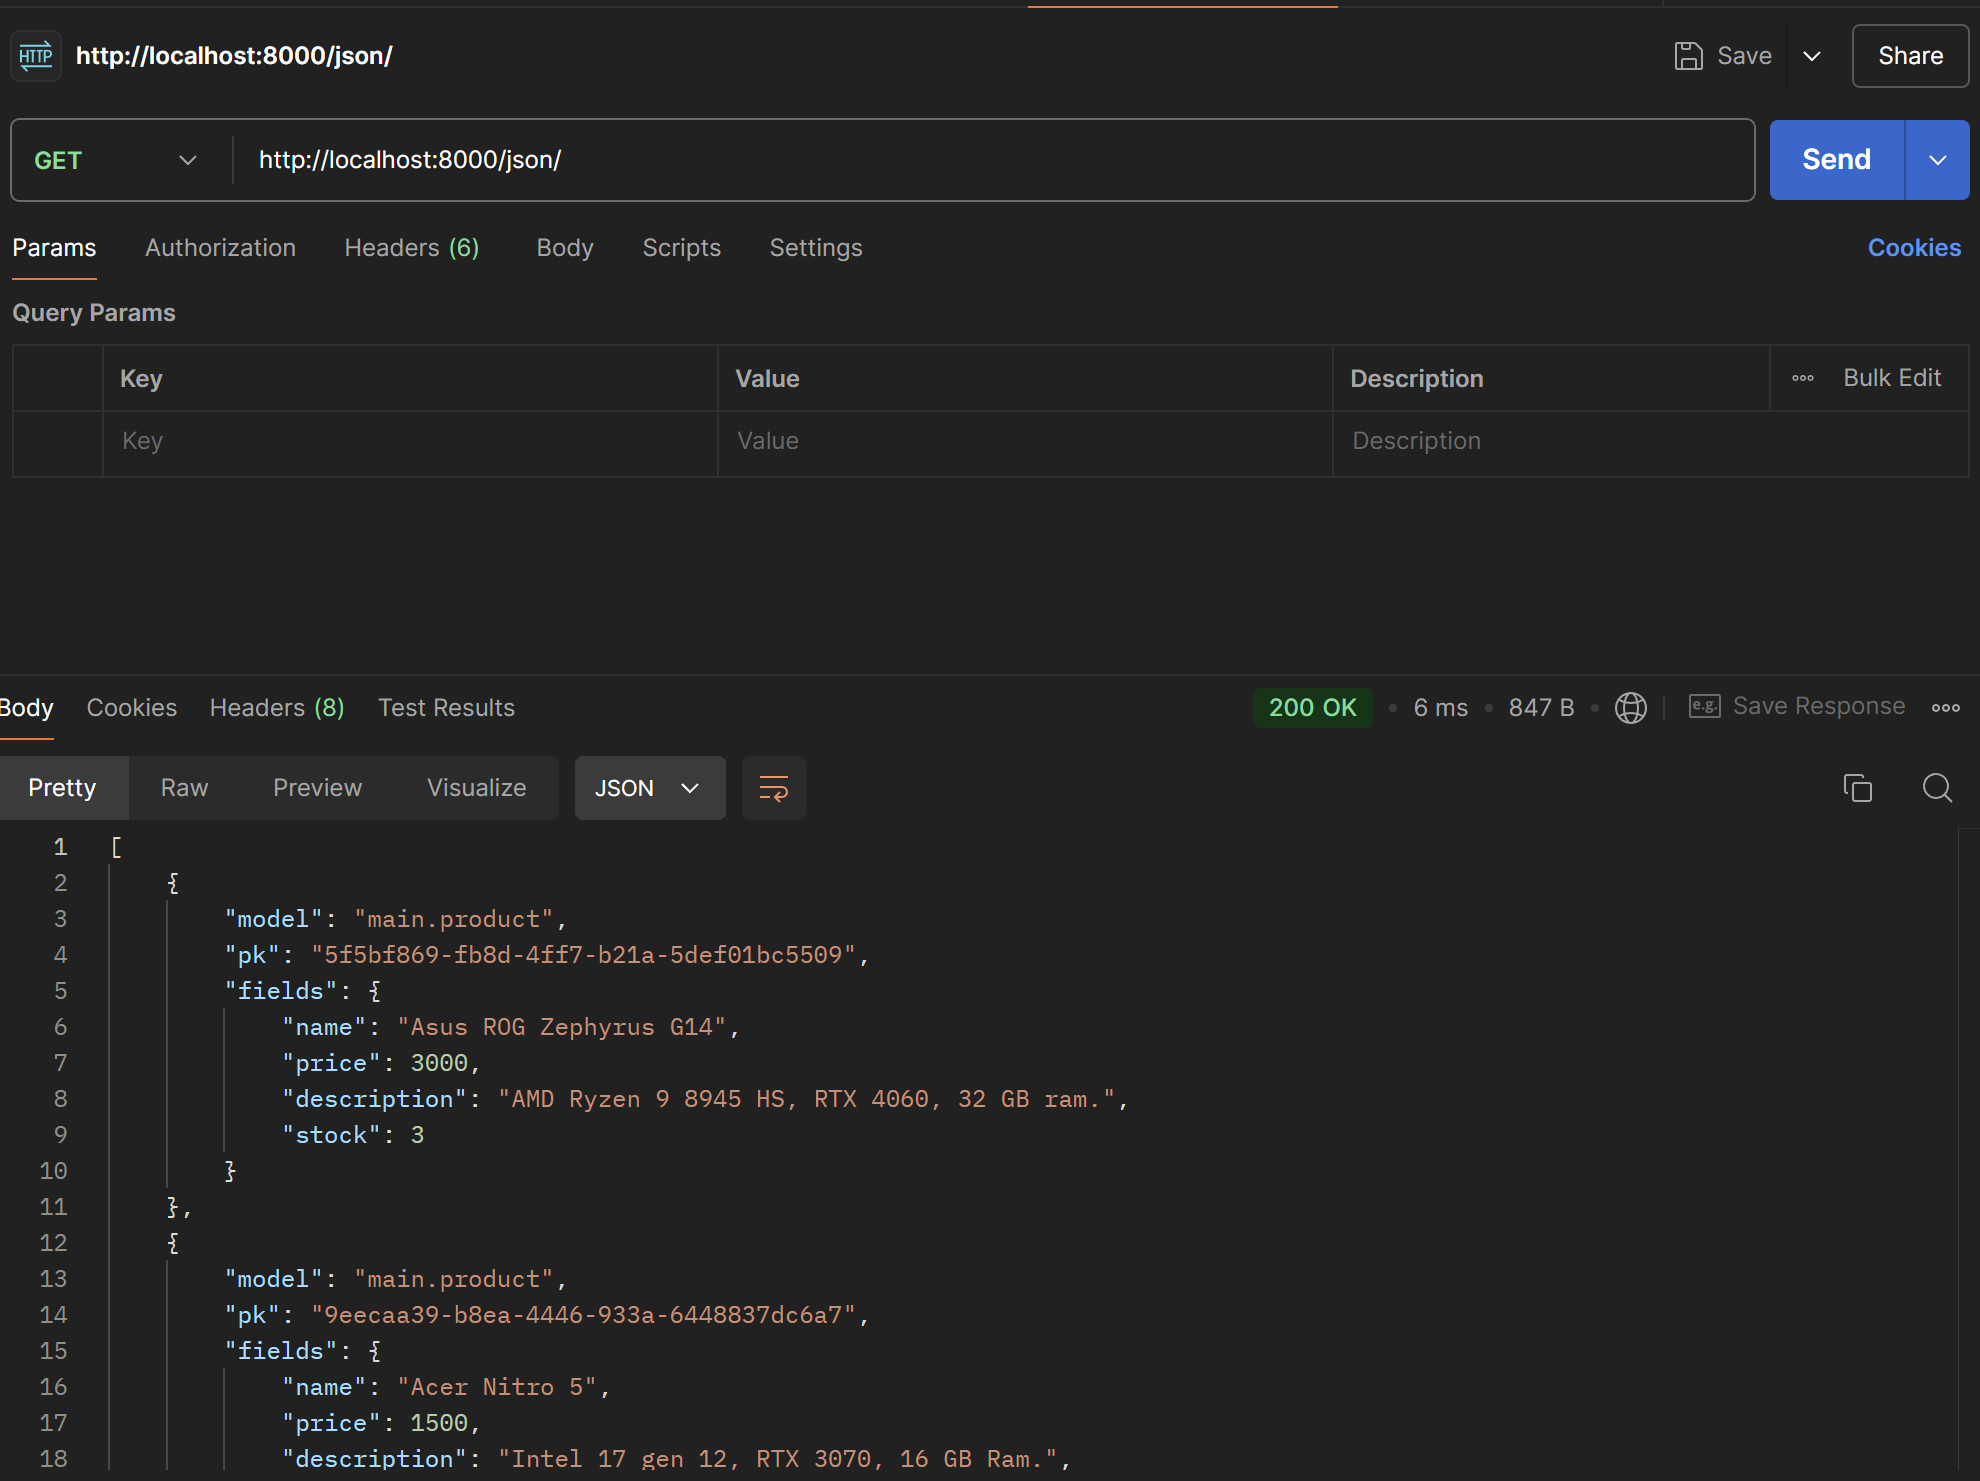 HTTP http://localhost:8000/json/ Save Share
GET http://localhost:8000/json/ Send
Params Authorization Headers (6) Body Scripts Settings Cookies
Query Params
Key Value Description Bulk Edit
Key Value Description
Body Cookies Headers (8) Test Results 200 OK • 6 ms • 847 B • e.g. Save Response
Pretty Raw Preview Visualize JSON
1 [
2 {
3 "model": "main.product",
4 "pk": "5f5bf869-fb8d-4ff7-b21a-5def01bc5509",
5 "fields": {
6 "name": "Asus ROG Zephyrus G14",
7 "price": 3000,
8 "description": "AMD Ryzen 9 8945 HS, RTX 4060, 32 GB ram.",
9 "stock": 3
10 }
11 },
12 {
13 "model": "main.product",
14 "pk": "9eecaa39-b8ea-4446-933a-6448837dc6a7",
15 "fields": {
16 "name": "Acer Nitro 5",
17 "price": 1500,
18 "description": "Intel 17 gen 12, RTX 3070, 16 GB Ram.",